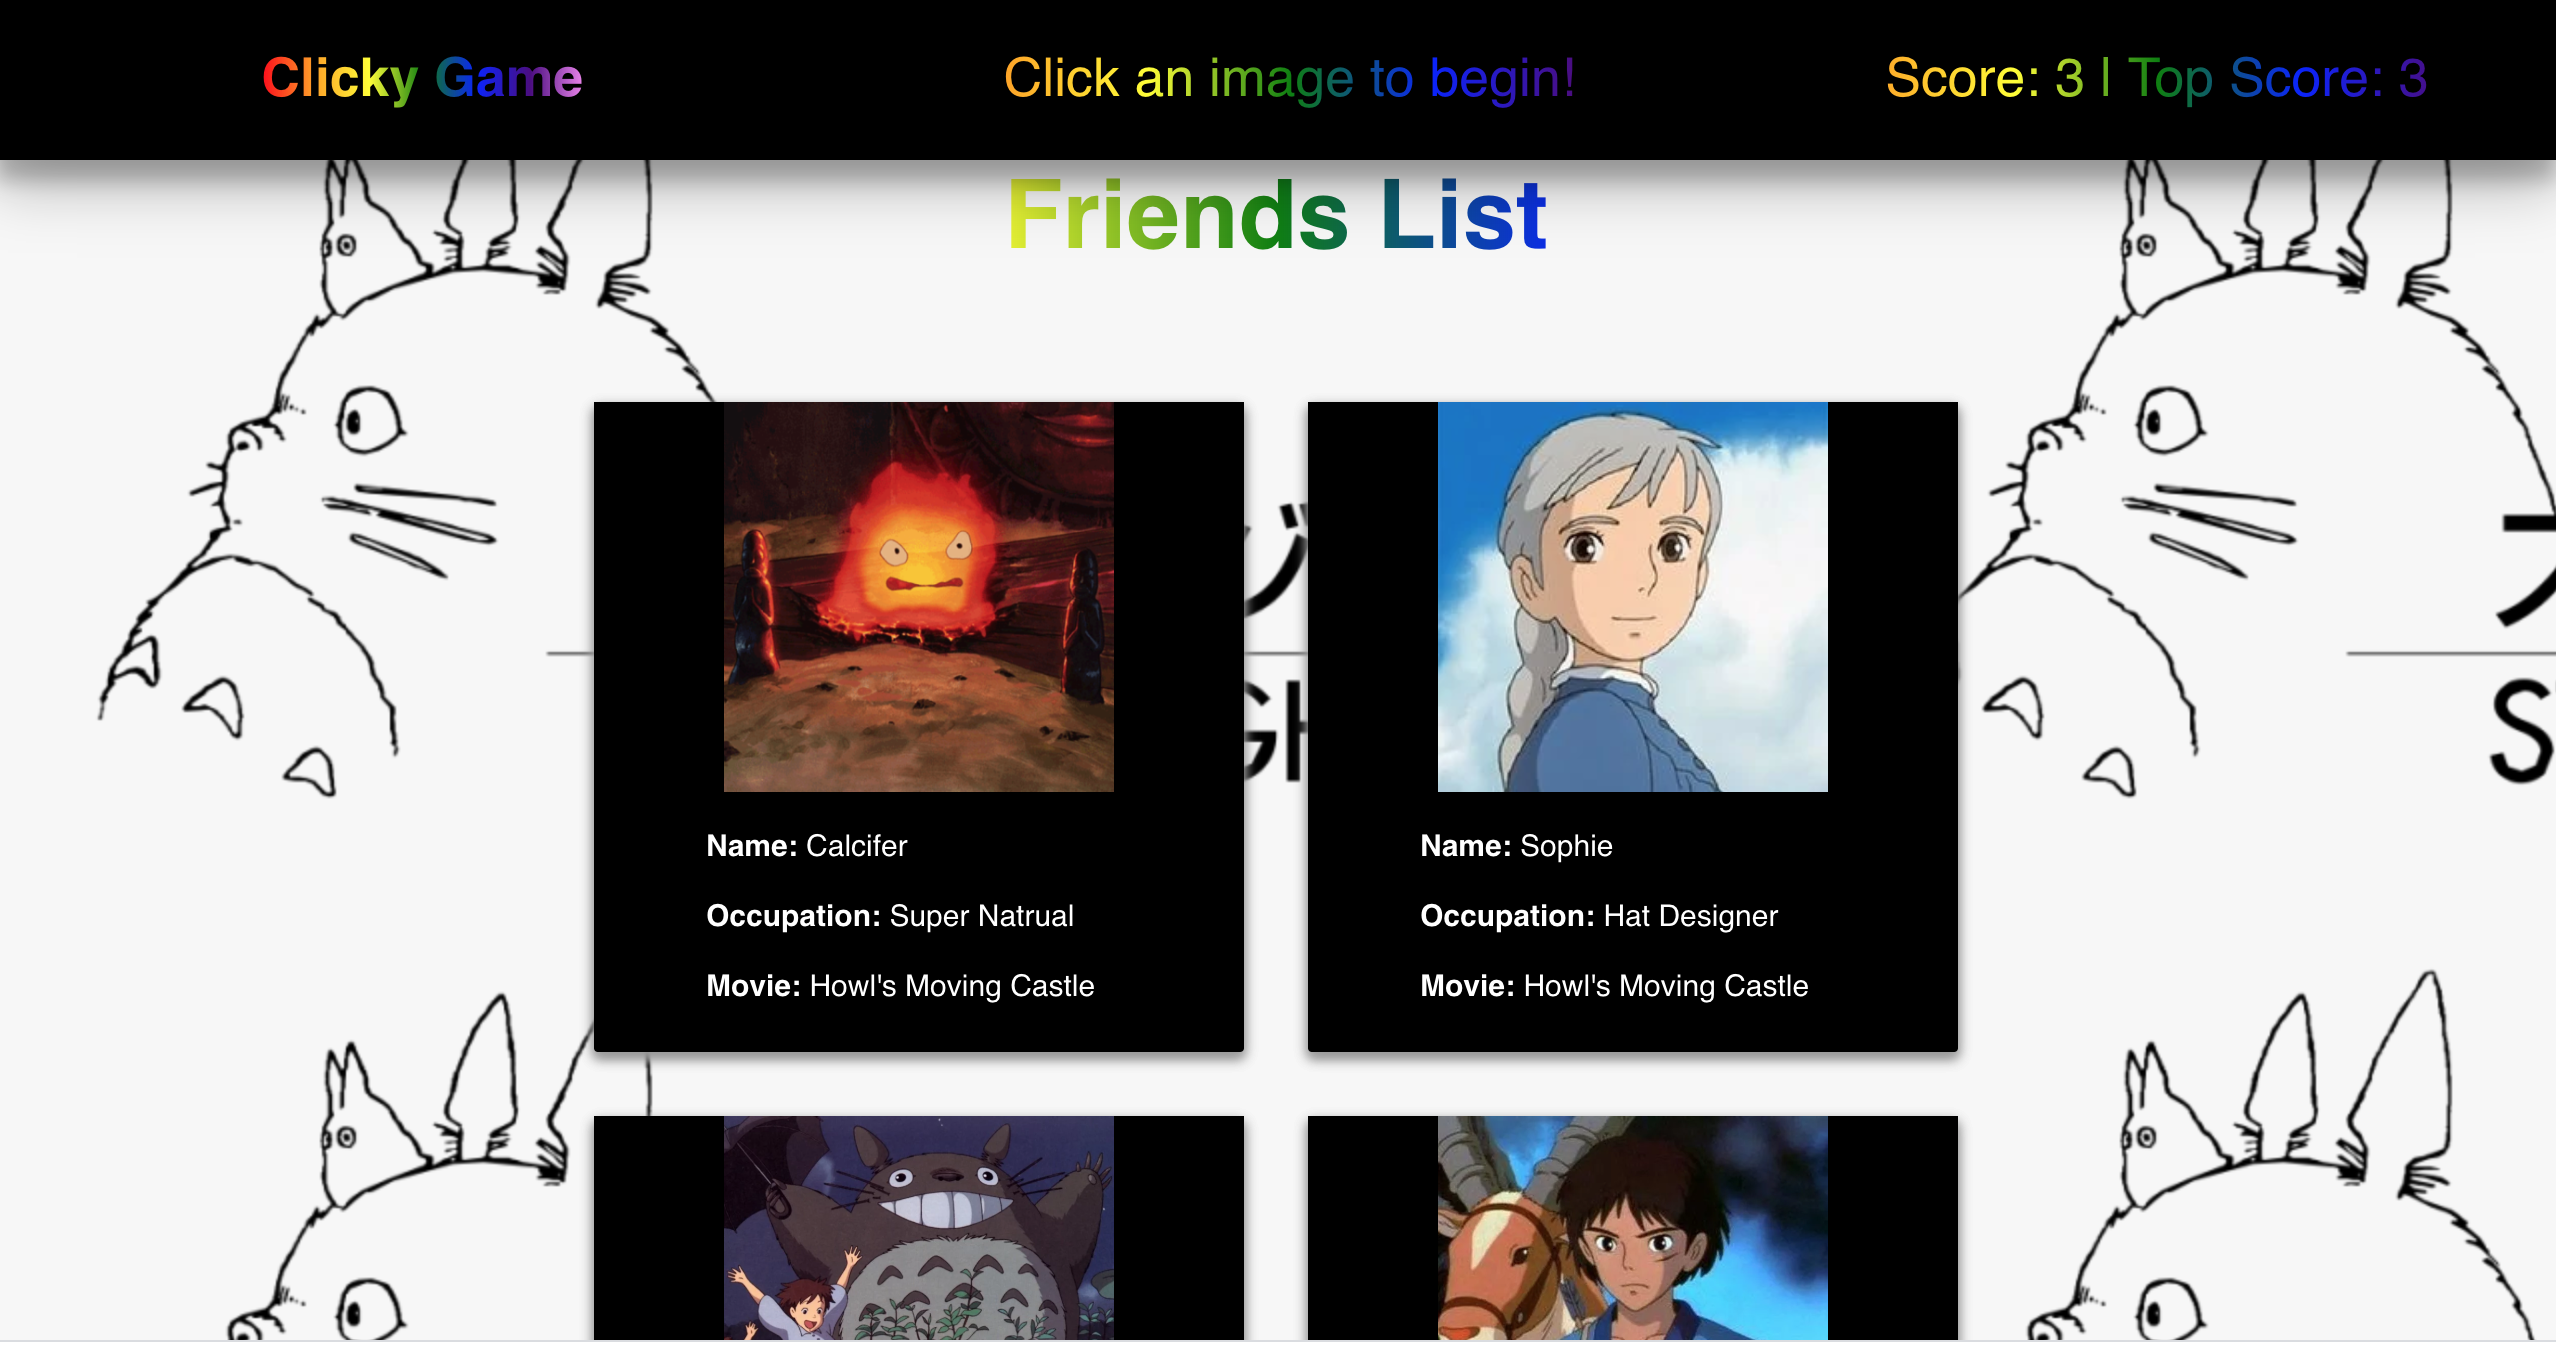 Clicky Game
Click an image to begin!
Score: 3 | Top Score: 3
Friends List
Name: Calcifer
Occupation: Super Natrual
Movie: Howl's Moving Castle
Name: Sophie
Occupation: Hat Designer
Movie: Howl's Moving Castle